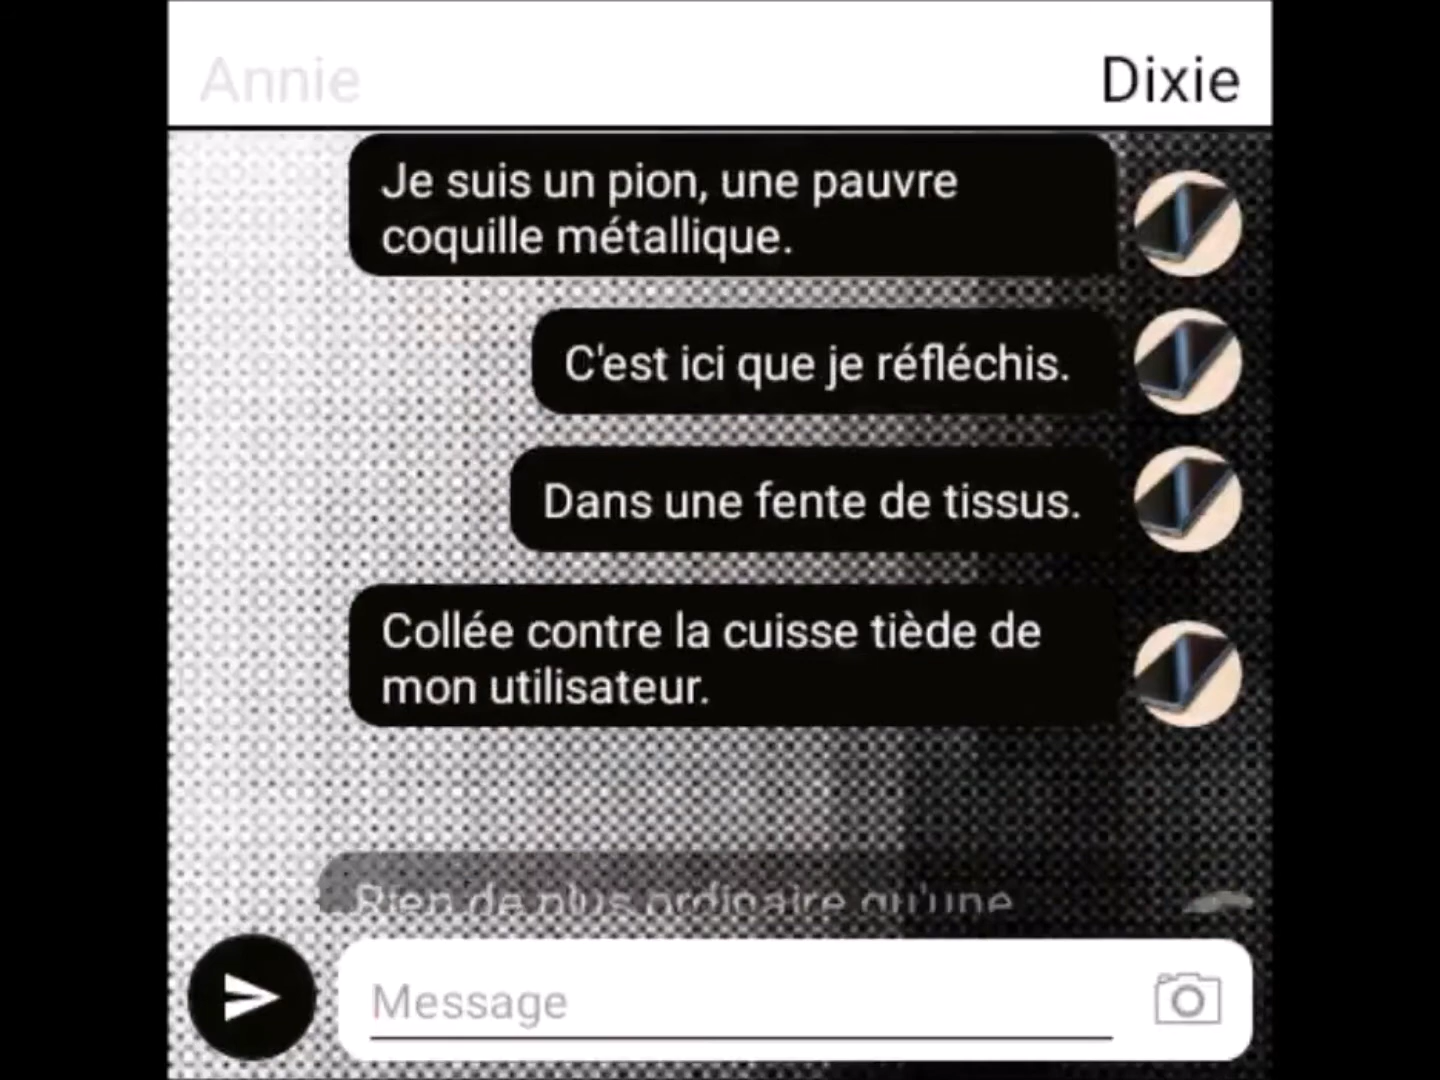 Annie
Dixie
Je suis un pion, une pauvre
coquille métallique.
C'est ici que je réfléchis.
Dans une fente de tissus.
Collée contre la cuisse tiède de
mon utilisateur.
Rien de plus ordinaire qu'une
Message